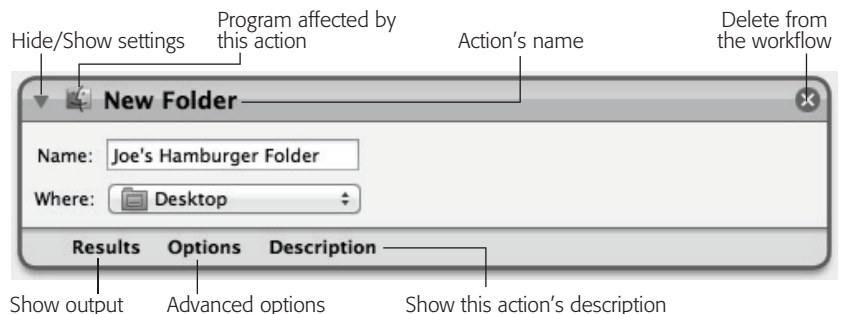 Hide/Show settings
Program affected by
this action
Action's name
Delete from
the workflow
New Folder
Name: Joe's Hamburger Folder
Where: Desktop
Results Options Description
Show output
Advanced options
Show this action's description